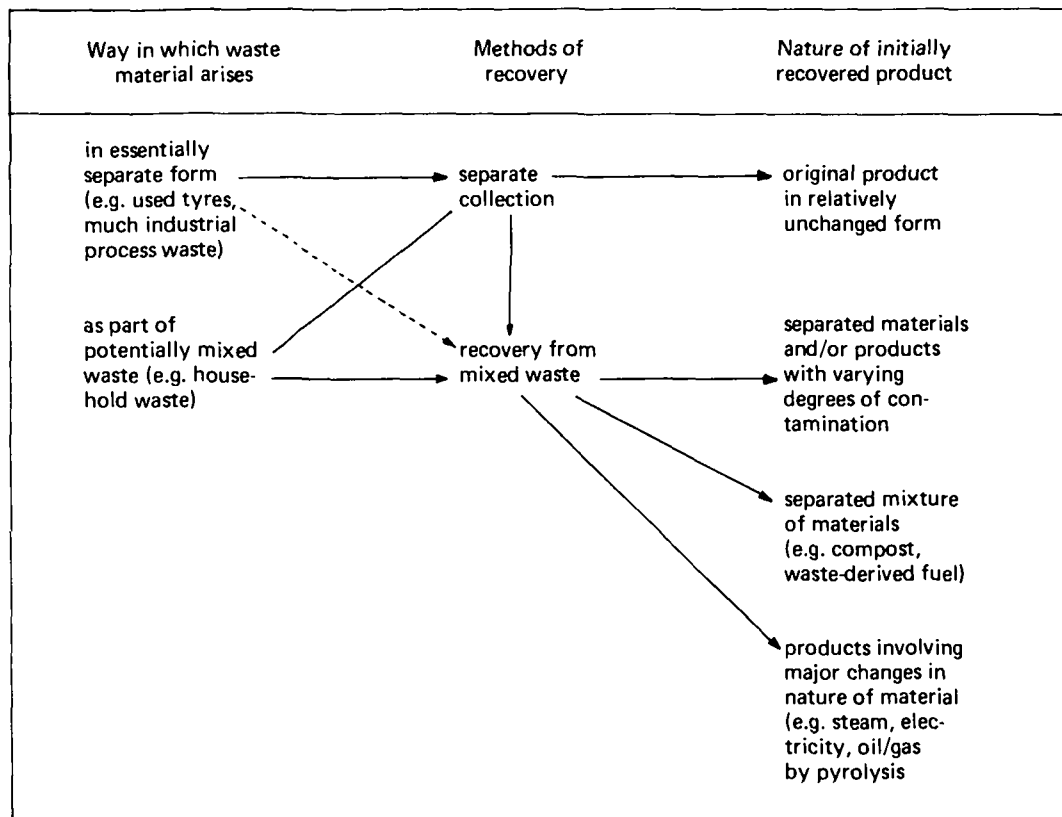 Way in which waste
material arises
Methods of
recovery
Nature of initially
recovered product
in essentially
separate form
(e.g. used tyres,
much industrial
process waste)
separate
collection
original product
in relatively
unchanged form
as part of
potentially mixed
waste (e.g. house-
hold waste)
recovery from
mixed waste
separated materials
and/or products
with varying
degrees of con-
tamination
separated mixture
of materials
(e.g. compost,
waste-derived fuel)
products involving
major changes in
nature of material
(e.g. steam, elec-
tricity, oil/gas
by pyrolysis